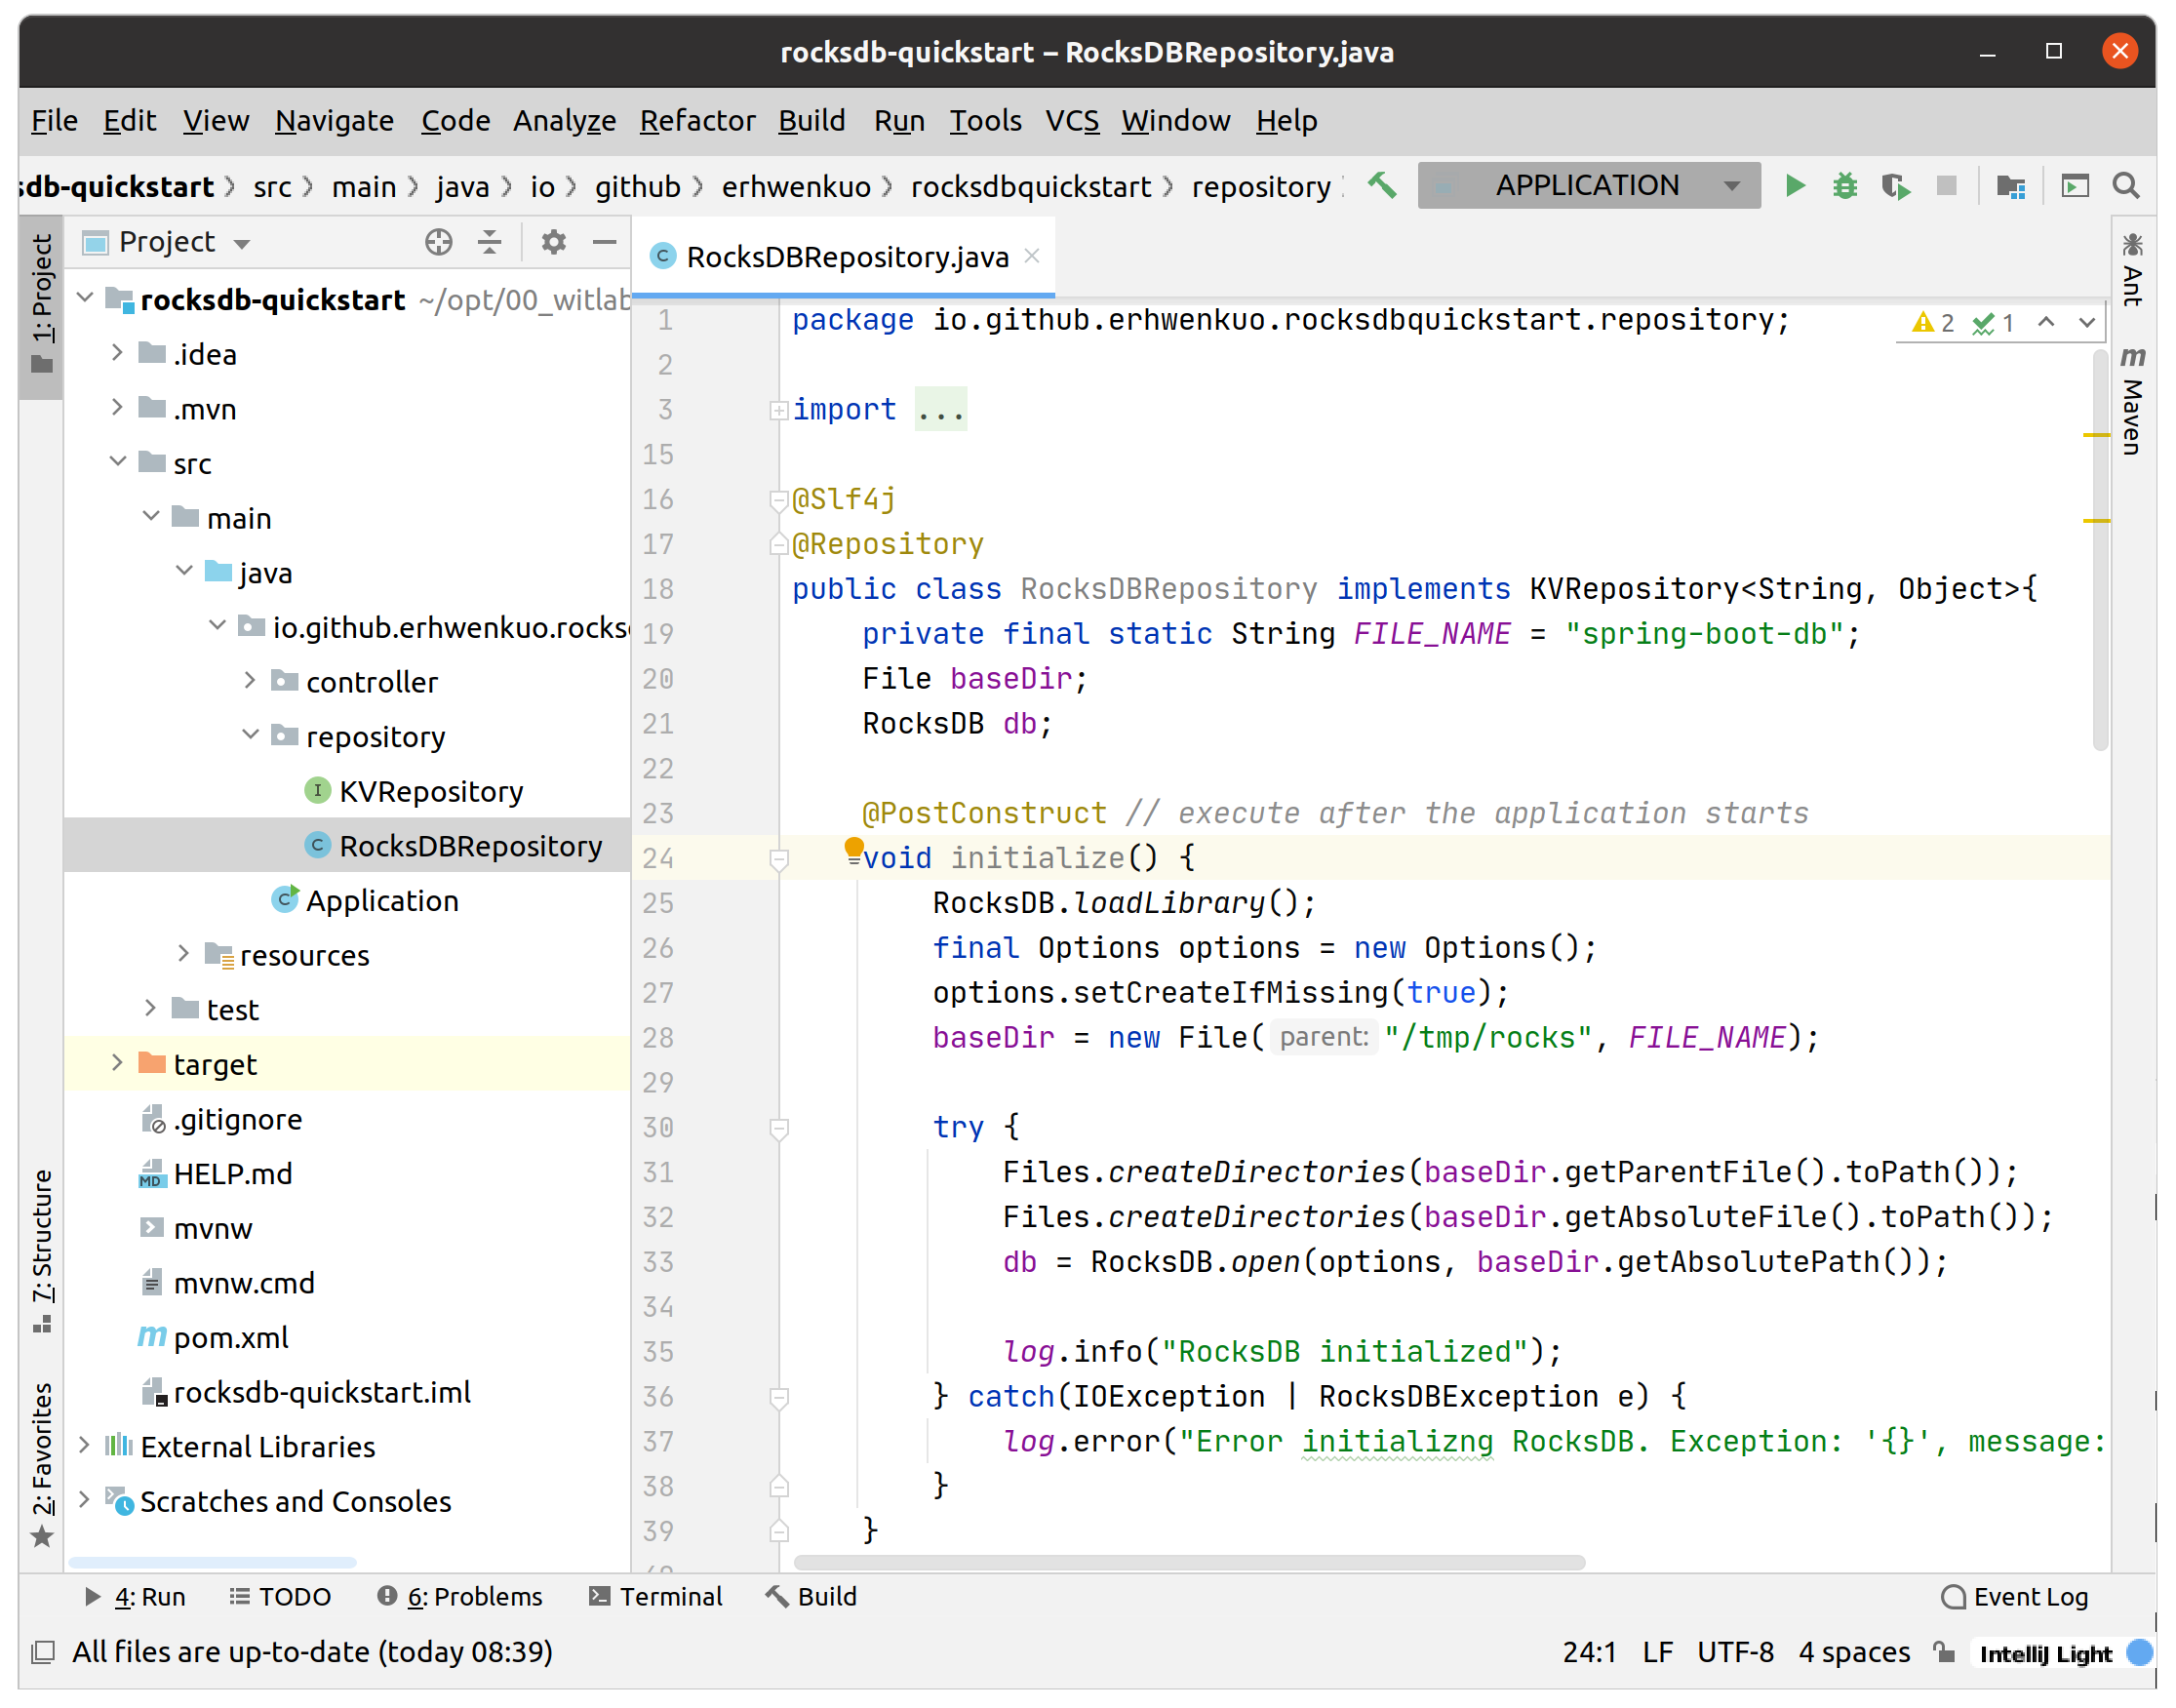 rocksdb-quickstart – RocksDBRepository.java
File Edit View Navigate Code Analyze Refactor Build Run Tools VCS Window Help
sdb-quickstart src main java io github erhwenkuo rocksdbquickstart repository APPLICATION
1: Project
Project
rocksdb-quickstart ~/opt/00_witlab
.idea
.mvn
src
main
java
io.github.erhwenkuo.rocks
controller
repository
KVRepository
RocksDBRepository
Application
resources
test
target
.gitignore
HELP.md
mvnw
mvnw.cmd
pom.xml
rocksdb-quickstart.iml
External Libraries
Scratches and Consoles
7: Structure
2: Favorites
RocksDBRepository.java
2 1
1 package io.github.erhwenkuo.rocksdbquickstart.repository;
2
3 import ...
15
16 @Slf4j
17 @Repository
18 public class RocksDBRepository implements KVRepository<String, Object>{
19 private final static String FILE_NAME = "spring-boot-db";
20 File baseDir;
21 RocksDB db;
22
23 @PostConstruct // execute after the application starts
24 void initialize() {
25 RocksDB.loadLibrary();
26 final Options options = new Options();
27 options.setCreateIfMissing(true);
28 baseDir = new File( parent: "/tmp/rocks", FILE_NAME);
29
30 try {
31 Files.createDirectories(baseDir.getParentFile().toPath());
32 Files.createDirectories(baseDir.getAbsoluteFile().toPath());
33 db = RocksDB.open(options, baseDir.getAbsolutePath());
34
35 log.info("RocksDB initialized");
36 } catch(IOException | RocksDBException e) {
37 log.error("Error initializng RocksDB. Exception: '{}', message:
38 }
39 }
Ant
Maven
4: Run TODO 6: Problems Terminal Build Event Log
All files are up-to-date (today 08:39) 24:1 LF UTF-8 4 spaces IntelliJ Light